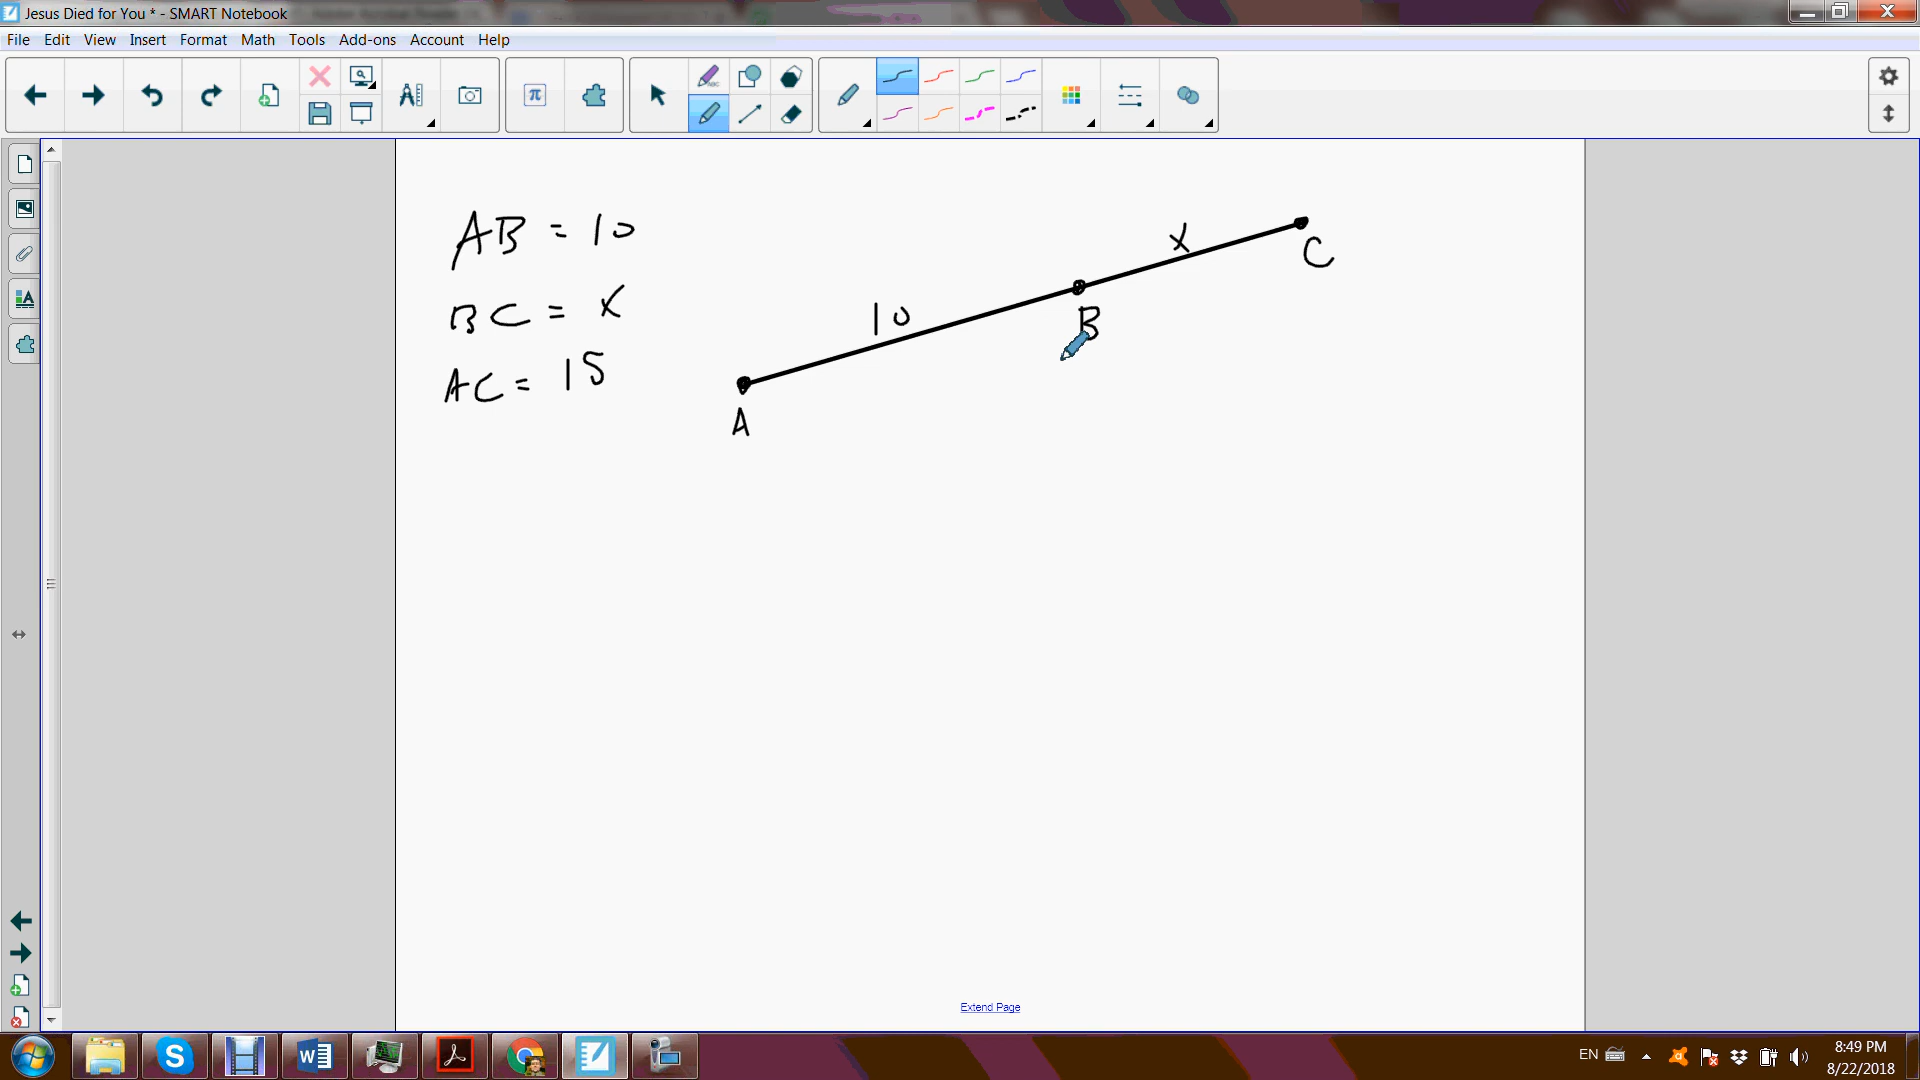 Jesus Died for You * - SMART Notebook
File Edit View Insert Format Math Tools Add-ons Account Help
π
AB = 10
BC = x
AC = 15
x
C
10
B
A
Extend Page
EN
8:49 PM
8/22/2018